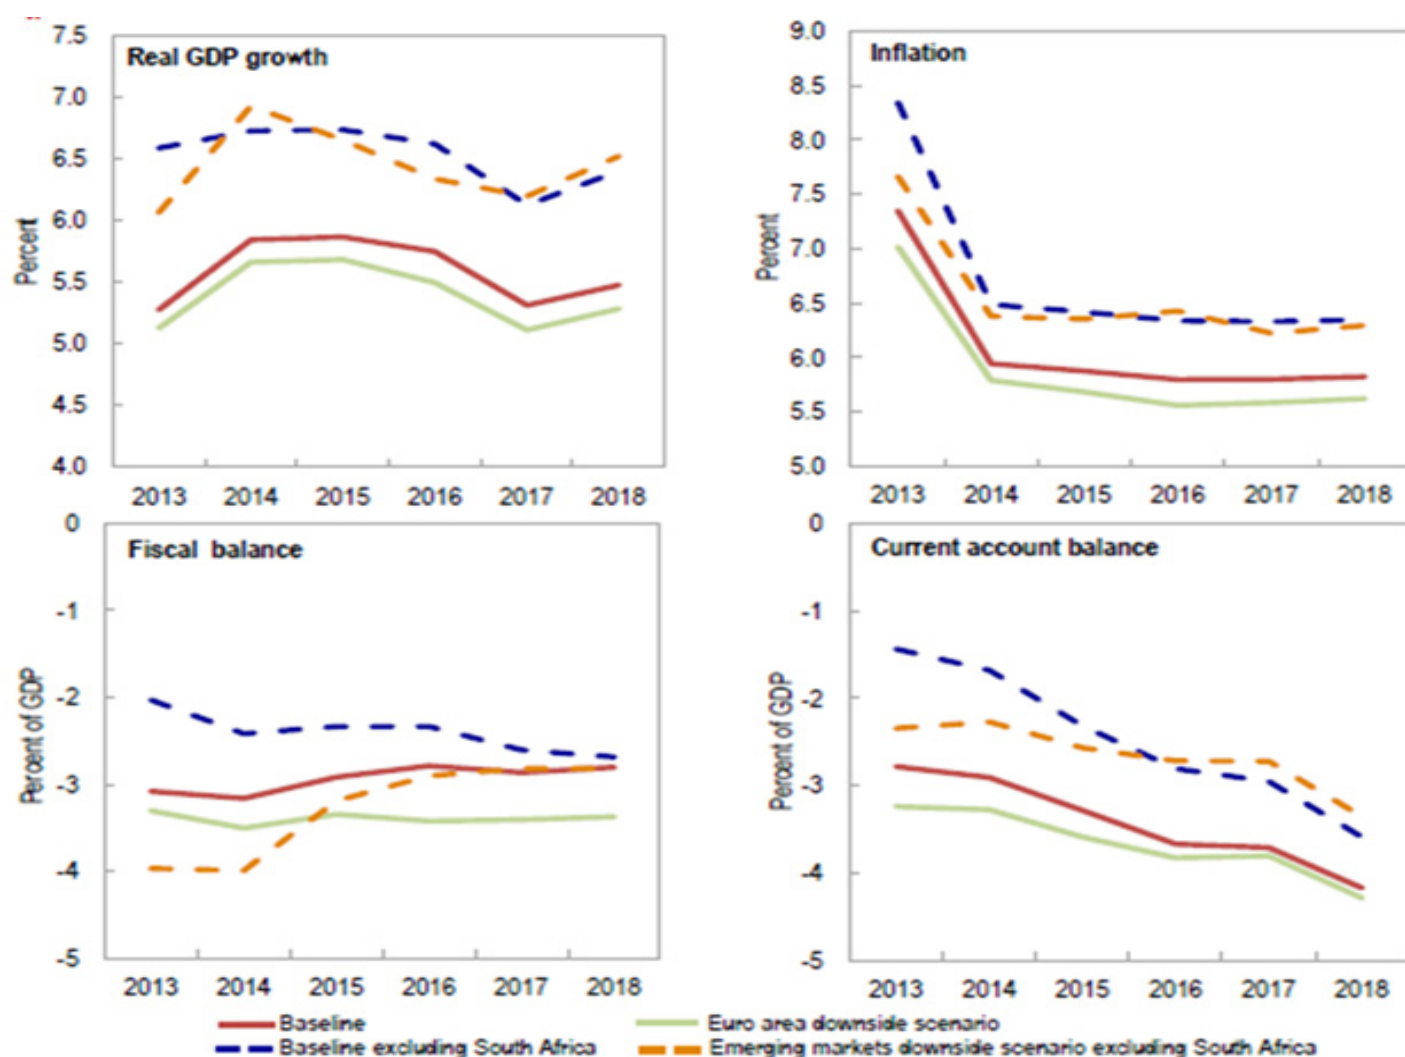 Real GDP growth
7.5
7.0
6.5
6.0
5.5
5.0
4.5
4.0
Percent
2013 2014 2015 2016 2017 2018
Inflation
9.0
8.5
8.0
7.5
7.0
6.5
6.0
5.5
5.0
Percent
2013 2014 2015 2016 2017 2018
Fiscal balance
0
-1
-2
-3
-4
-5
Percent of GDP
2013 2014 2015 2016 2017 2018
Current account balance
0
-1
-2
-3
-4
-5
Percent of GDP
2013 2014 2015 2016 2017 2018
Baseline
Euro area downside scenario
Baseline excluding South Africa
Emerging markets downside scenario excluding South Africa